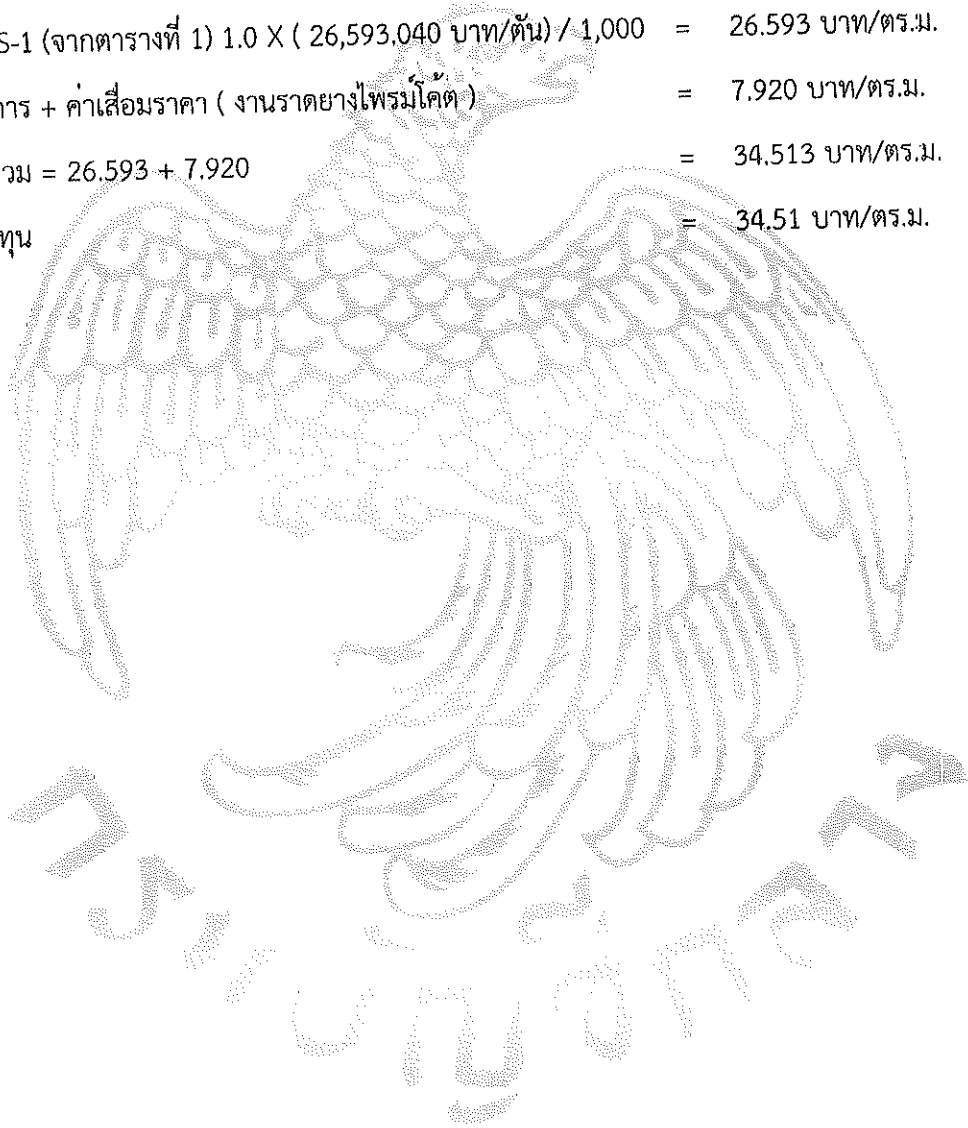 S-1 (จากตารางที่ 1) 1.0 X ( 26,593,040 บาท/ตัน) / 1,000 = 26.593 บาท/ตร.ม.
าร + ค่าเสื่อมราคา ( งานราดยางไพรม์โค้ต ) = 7.920 บาท/ตร.ม.
วม = 26.593 + 7.920 = 34.513 บาท/ตร.ม.
ทุน = 34.51 บาท/ตร.ม.